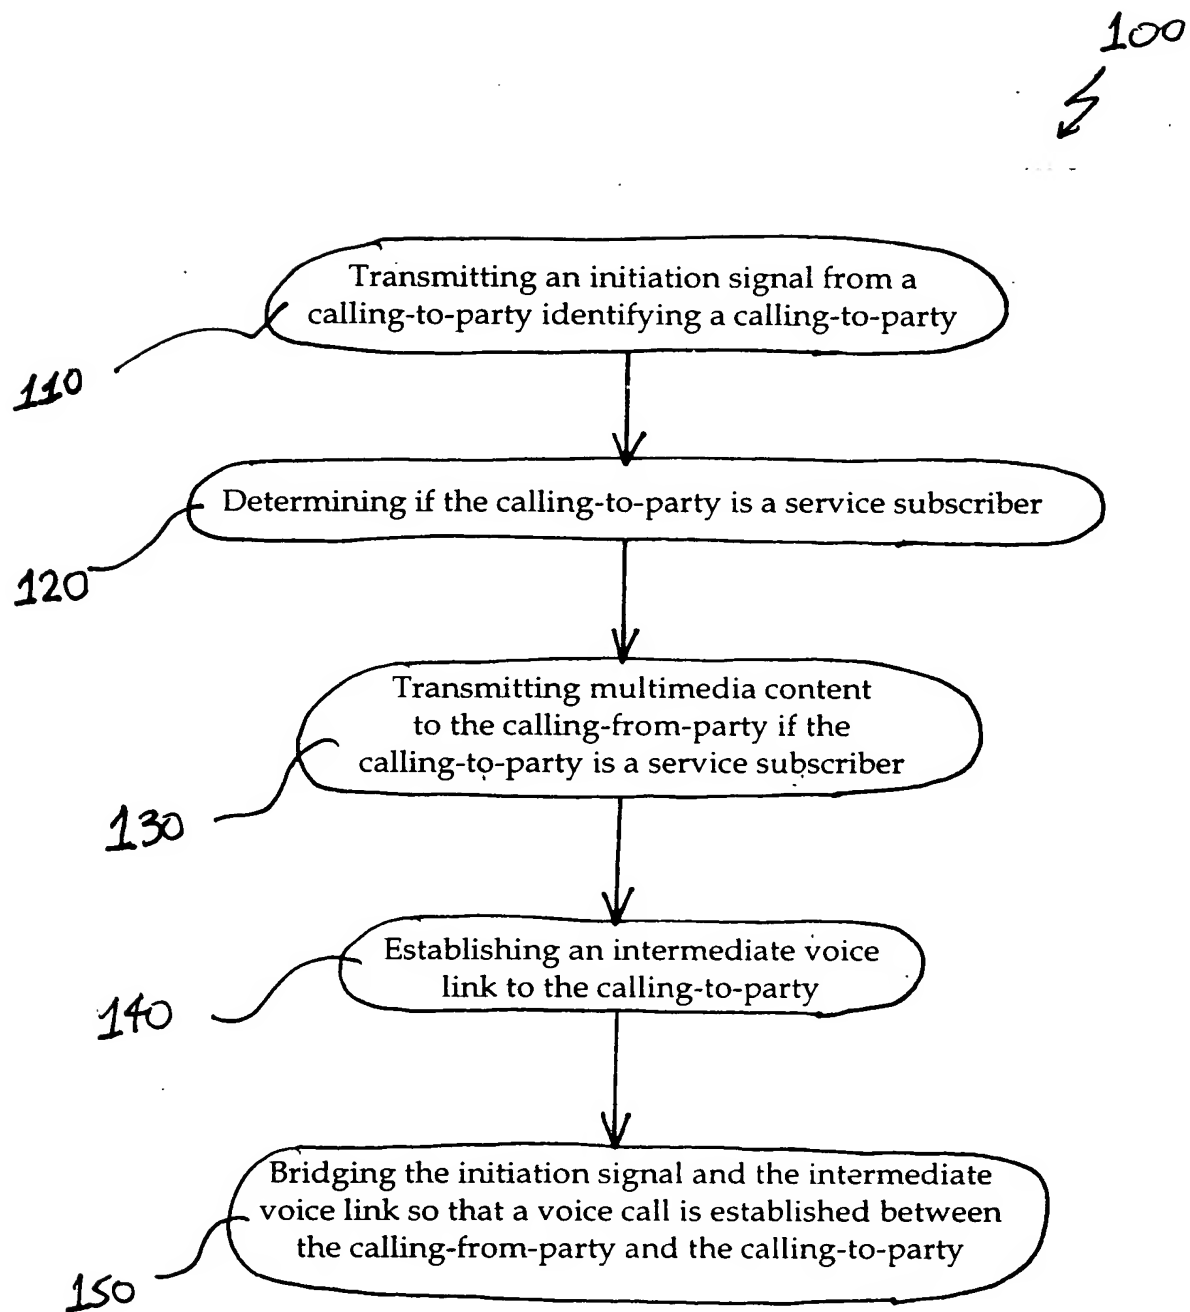 100
Transmitting an initiation signal from a
calling-to-party identifying a calling-to-party
110
Determining if the calling-to-party is a service subscriber
120
Transmitting multimedia content
to the calling-from-party if the
calling-to-party is a service subscriber
130
Establishing an intermediate voice
link to the calling-to-party
140
Bridging the initiation signal and the intermediate
voice link so that a voice call is established between
the calling-from-party and the calling-to-party
150